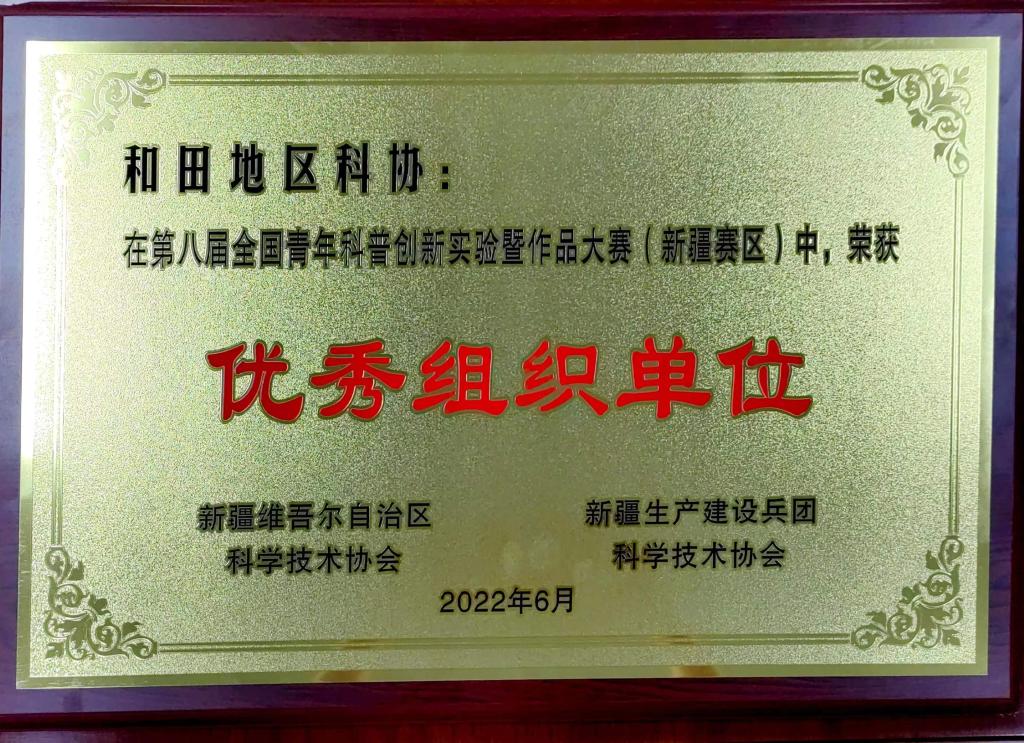 和田地区科协：
在第八届全国青年科普创新实验暨作品大赛（新疆赛区）中，荣获
优秀组织单位
新疆维吾尔自治区
科学技术协会
新疆生产建设兵团
科学技术协会
2022年6月